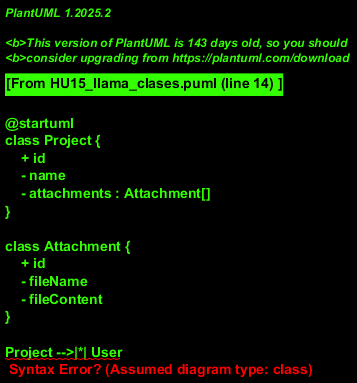 PlantUML 1.2025.2
<b>This version of PlantUML is 143 days old, so you should
<b>consider upgrading from https://plantuml.com/download
[From HU15_llama_clases.puml (line 14) ]
@startuml
class Project {
+ id
- name
- attachments : Attachment[]
}
class Attachment {
+ id
- fileName
- fileContent
}
Project -->|*| User
Syntax Error? (Assumed diagram type: class)